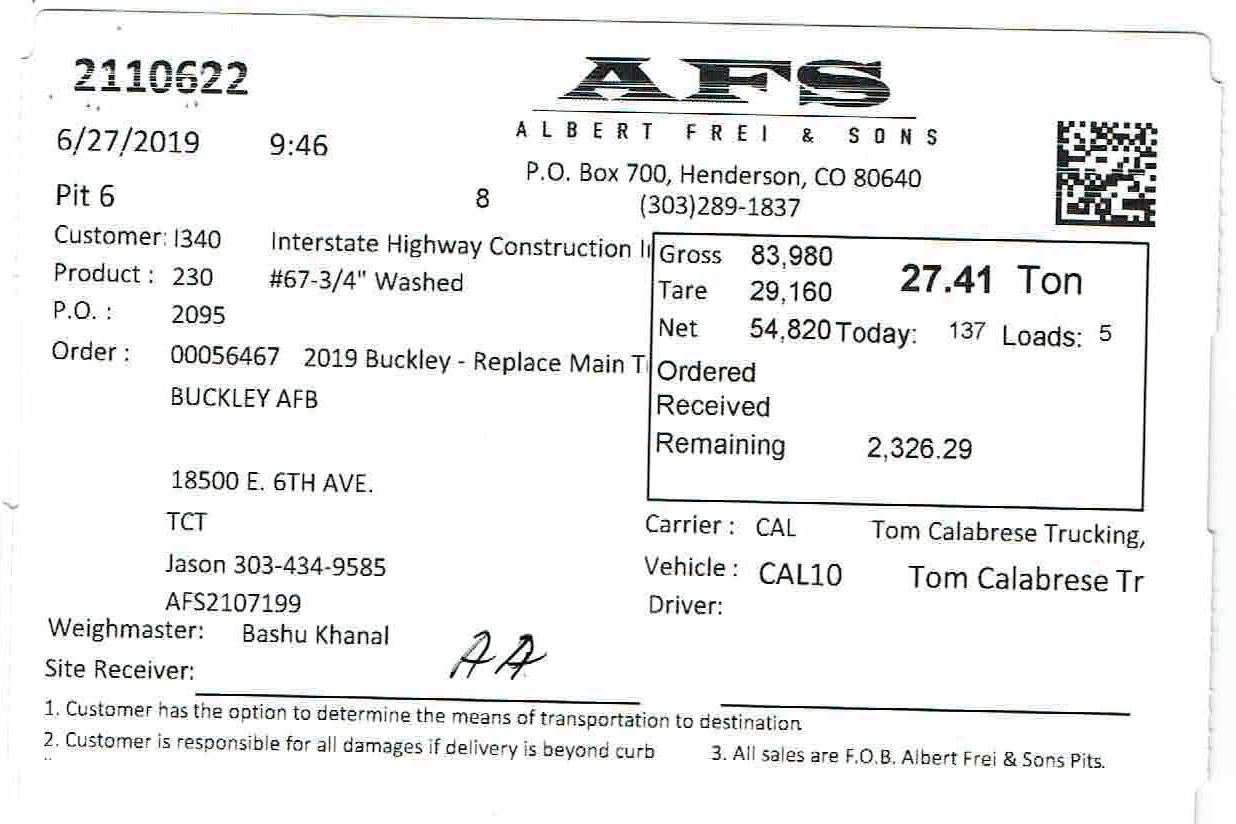 2110622
AFS
ALBERT FREI & SONS
6/27/2019 9:46
P.O. Box 700, Henderson, CO 80640
Pit 6 8 (303)289-1837
Customer: I340 Interstate Highway Construction I
Product : 230 #67-3/4" Washed
P.O. : 2095
Order : 00056467 2019 Buckley - Replace Main T
BUCKLEY AFB
18500 E. 6TH AVE.
TCT
Jason 303-434-9585
AFS2107199
Gross 83,980 27.41 Ton
Tare 29,160
Net 54,820 Today: 137 Loads: 5
Ordered
Received
Remaining 2,326.29
Carrier : CAL Tom Calabrese Trucking,
Vehicle : CAL10 Tom Calabrese Tr
Driver:
Weighmaster: Bashu Khanal
Site Receiver: AA
1. Customer has the option to determine the means of transportation to destination
2. Customer is responsible for all damages if delivery is beyond curb 3. All sales are F.O.B. Albert Frei & Sons Pits.